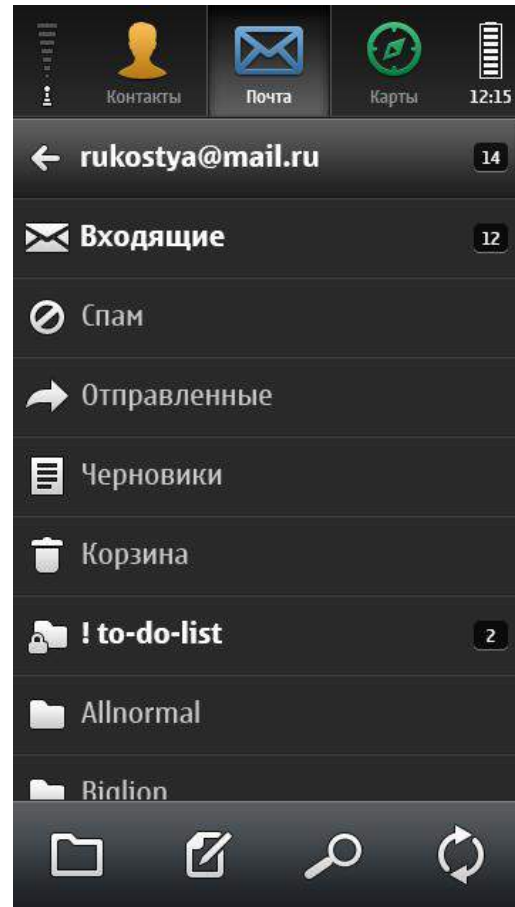 Контакты
Почта
Карты
12:15
rukostya@mail.ru
14
Входящие
12
Спам
Отправленные
Черновики
Корзина
! to-do-list
2
Allnormal
Biglion